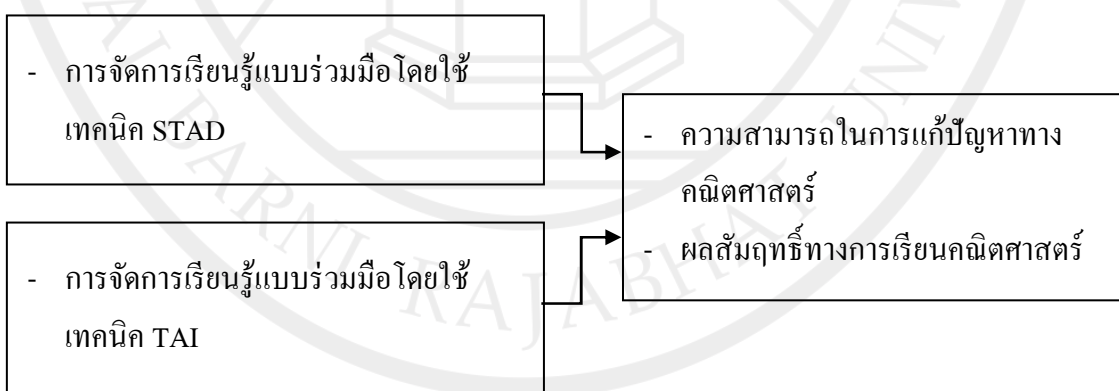 - การจัดการเรียนรู้แบบร่วมมือโดยใช้
เทคนิค STAD
- ความสามารถในการแก้ปัญหาทาง
คณิตศาสตร์
- ผลสัมฤทธิ์ทางการเรียนคณิตศาสตร์
- การจัดการเรียนรู้แบบร่วมมือโดยใช้
เทคนิค TAI
BARNI RAJABHAT UNI